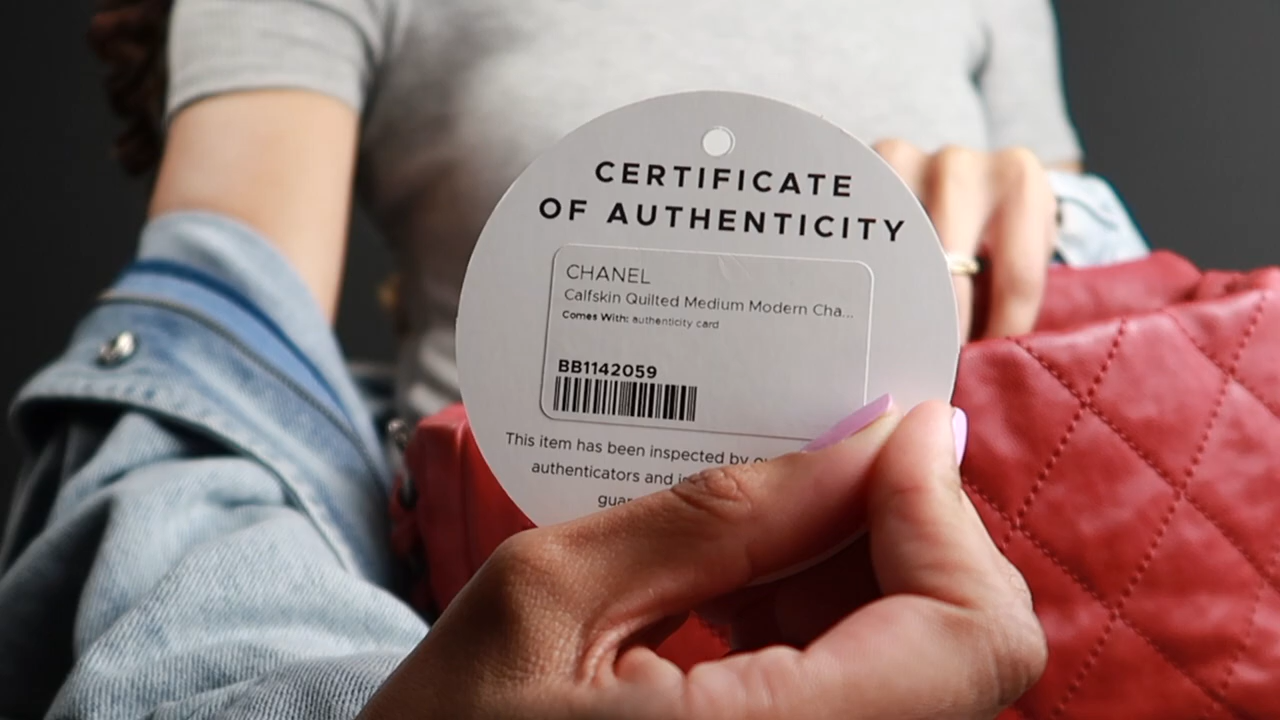 CERTIFICATE
OF AUTHENTICITY
CHANEL
Calfskin Quilted Medium Modern Cha...
Comes With: authenticity card
BB1142059
This item has been inspected by
authenticators and